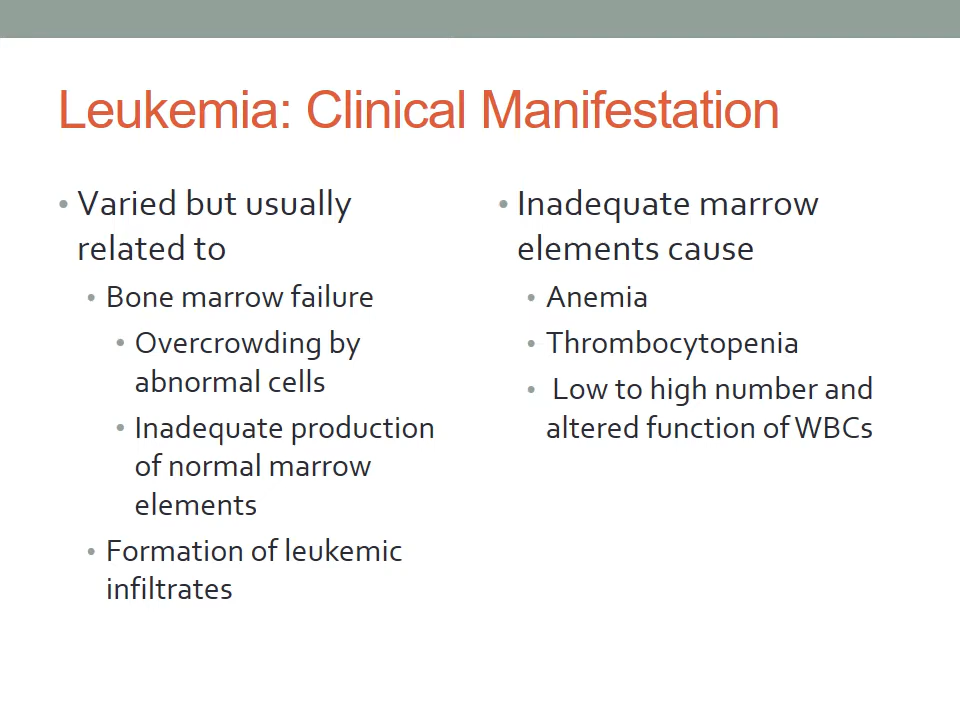 Leukemia: Clinical Manifestation
• Varied but usually
related to
• Bone marrow failure
• Overcrowding by
abnormal cells
• Inadequate production
of normal marrow
elements
• Formation of leukemic
infiltrates
• Inadequate marrow
elements cause
• Anemia
• Thrombocytopenia
• Low to high number and
altered function of WBCs